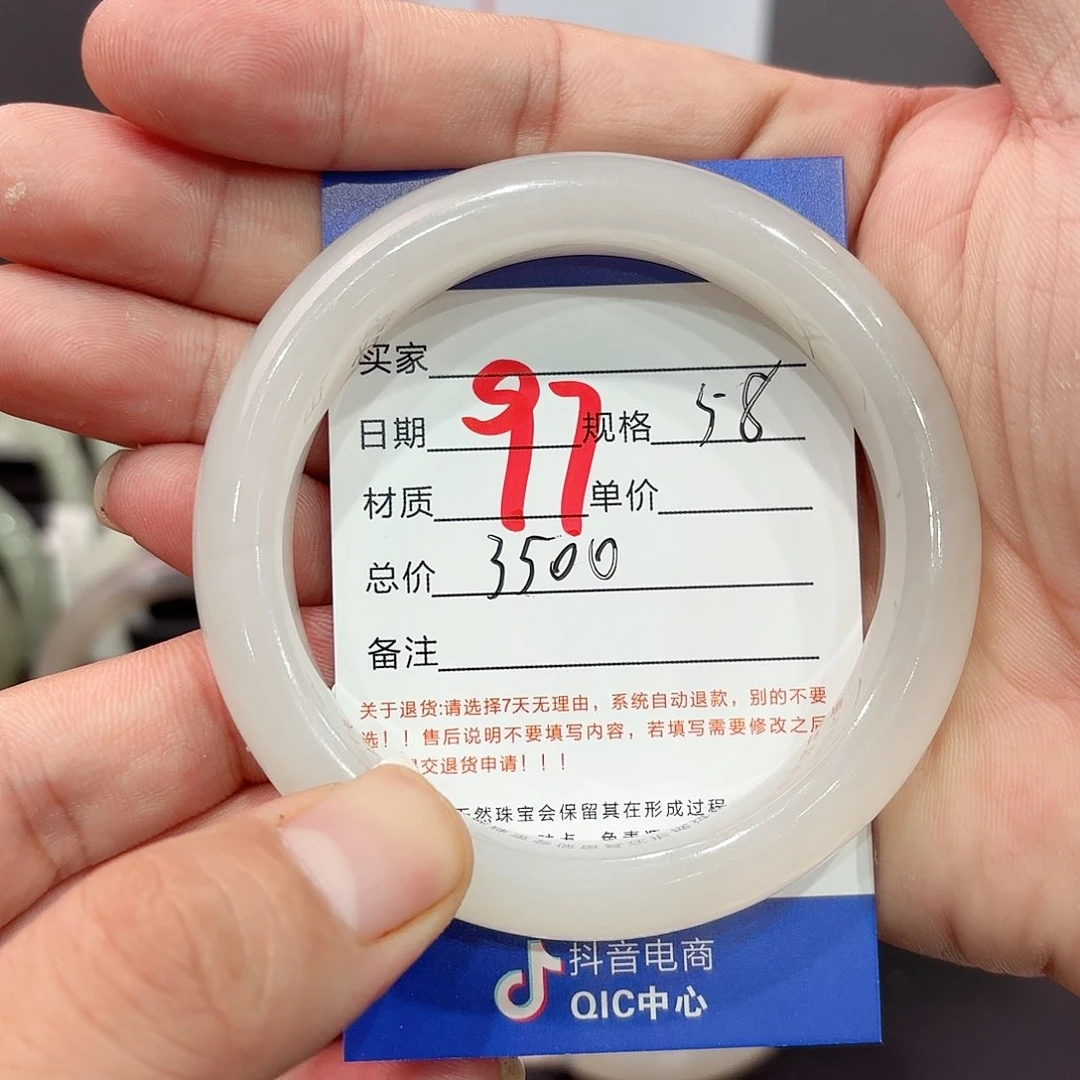 买家
日期 97 规格 58
材质 单价
总价 3500
备注
关于退货:请选择7天无理由，系统自动退款，别的不要
选！！售后说明不要填写内容，若填写需要修改之后
交退货申请！！！
天然珠宝会保留其在形成过程
抖音电商
QIC中心